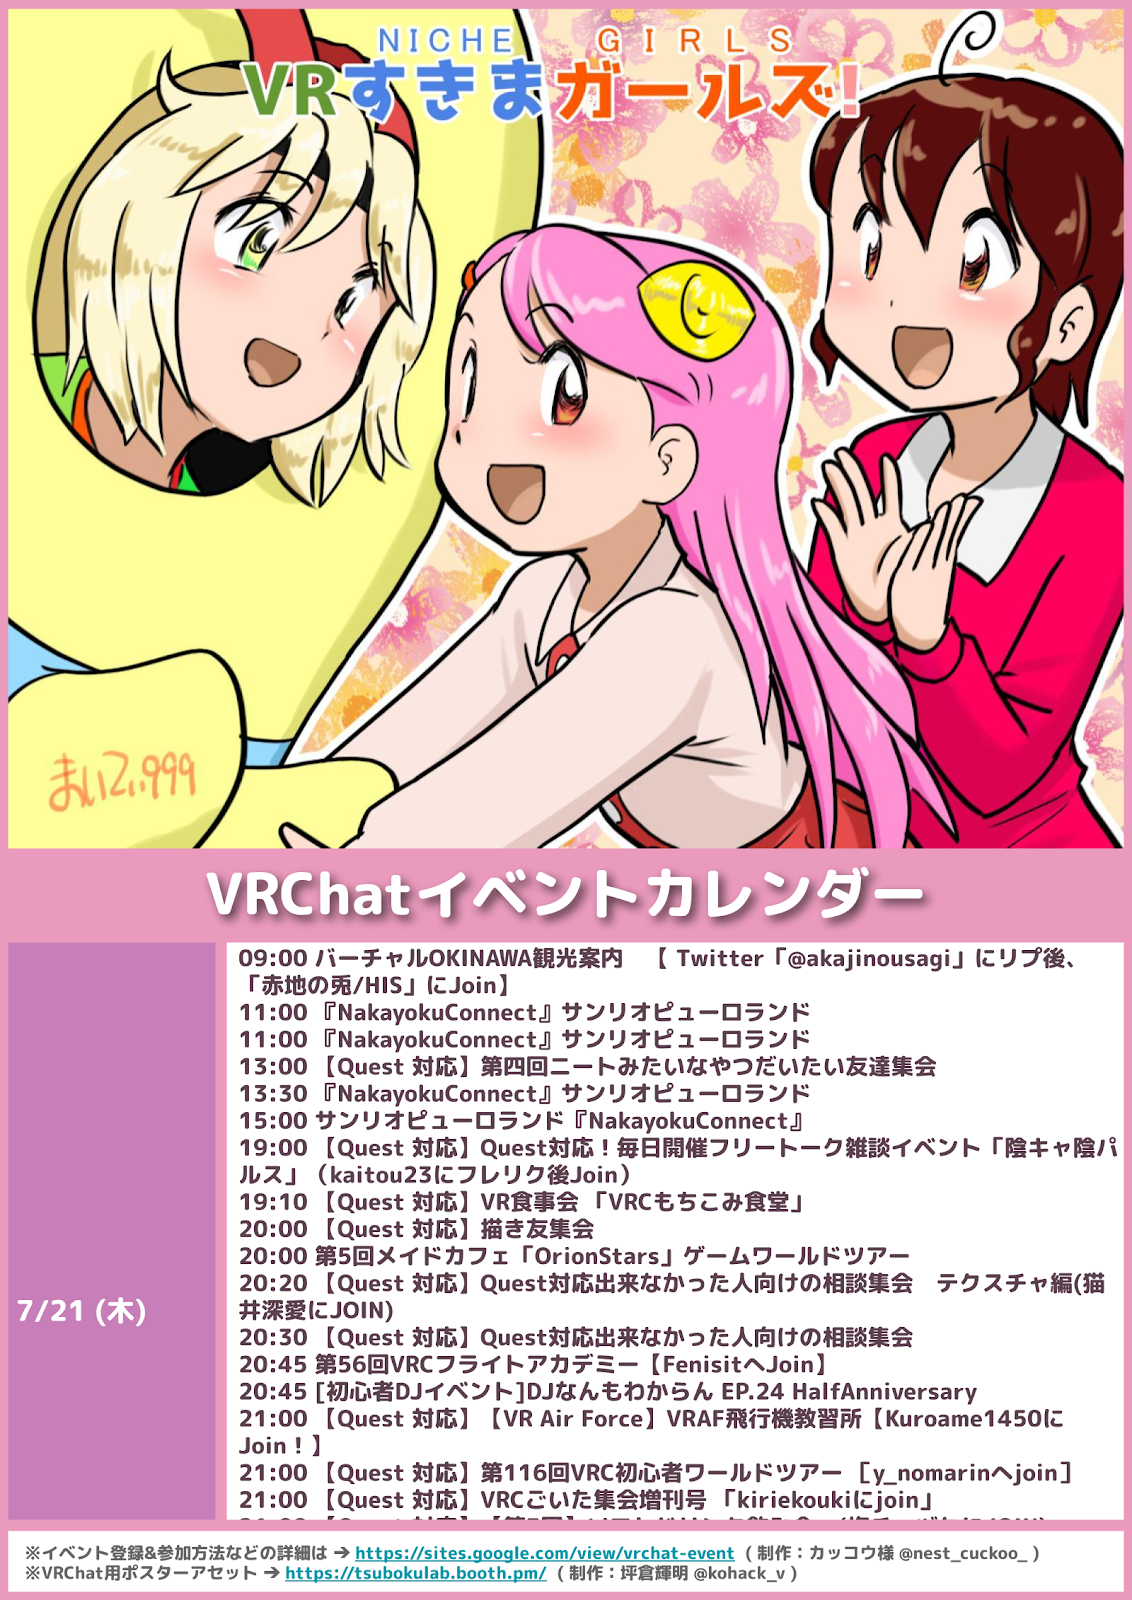 NICHE GIRLS
VRすきまガールズ!
まいてぃ999
VRChatイベントカレンダー
7/21 (木)
09:00 バーチャルOKINAWA観光案内　【 Twitter「@akajinousagi」にリプ後、
「赤地の兎/HIS」にJoin】
11:00 『NakayokuConnect』サンリオピューロランド
11:00 『NakayokuConnect』サンリオピューロランド
13:00 【Quest 対応】第四回ニートみたいなやつだいたい友達集会
13:30 『NakayokuConnect』サンリオピューロランド
15:00 サンリオピューロランド『NakayokuConnect』
19:00 【Quest 対応】Quest対応！毎日開催フリートーク雑談イベント「陰キャ陰パ
ルス」（kaitou23にフレリク後Join）
19:10 【Quest 対応】VR食事会 「VRCもちこみ食堂」
20:00 【Quest 対応】描き友集会
20:00 第5回メイドカフェ「OrionStars」ゲームワールドツアー
20:20 【Quest 対応】Quest対応出来なかった人向けの相談集会　テクスチャ編(猫
井深愛にJOIN)
20:30 【Quest 対応】Quest対応出来なかった人向けの相談集会
20:45 第56回VRCフライトアカデミー【FenisitへJoin】
20:45 [初心者DJイベント]DJなんもわからん EP.24 HalfAnniversary
21:00 【Quest 対応】【VR Air Force】VRAF飛行機教習所【Kuroame1450に
Join！】
21:00 【Quest 対応】第116回VRC初心者ワールドツアー ［y_nomarinへjoin］
21:00 【Quest 対応】VRCごいた集会増刊号 「kiriekoukiにjoin」
※イベント登録&参加方法などの詳細は ➔ https://sites.google.com/view/vrchat-event （ 制作：カッコウ様 @nest_cuckoo_ ）
※VRChat用ポスターアセット ➔ https://tsubokulab.booth.pm/ （ 制作：坪倉輝明 @kohack_v ）